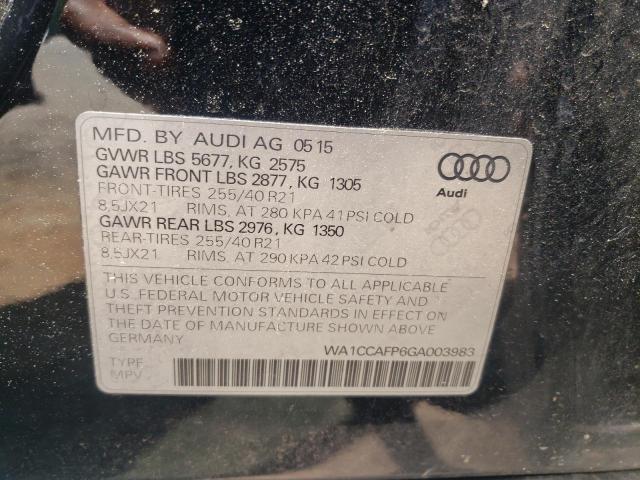 MFD. BY AUDI AG 05 15
GVWR LBS 5677, KG 2575
GAWR FRONT LBS 2877, KG 1305
FRONT-TIRES 255/40 R21
8,5JX21 RIMS, AT 280 KPA 41 PSI COLD
GAWR REAR LBS 2976, KG 1350
REAR-TIRES 255/40 R21
8,5JX21 RIMS, AT 290 KPA 42 PSI COLD
Audi
THIS VEHICLE CONFORMS TO ALL APPLICABLE
U.S. FEDERAL MOTOR VEHICLE SAFETY AND
THEFT PREVENTION STANDARDS IN EFFECT ON
THE DATE OF MANUFACTURE SHOWN ABOVE
GERMANY
WA1CCAFP6GA003983
TYPE
MPV